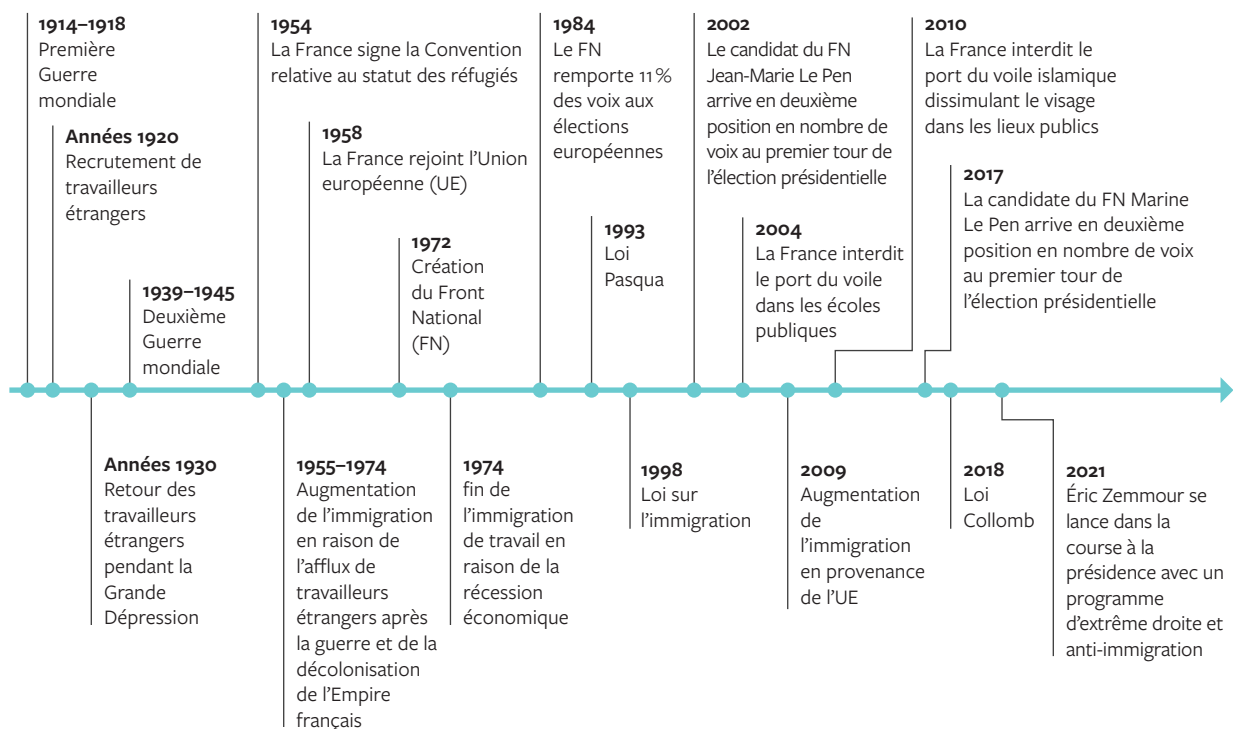 1914–1918
Première
Guerre
mondiale
Années 1920
Recrutement de
travailleurs
étrangers
1939–1945
Deuxième
Guerre
mondiale
1954
La France signe la Convention
relative au statut des réfugiés
1958
La France rejoint l’Union
européenne (UE)
1972
Création
du Front
National
(FN)
1984
Le FN
remporte 11 %
des voix aux
élections
européennes
1993
Loi
Pasqua
2002
Le candidat du FN
Jean-Marie Le Pen
arrive en deuxième
position en nombre de
voix au premier tour de
l’élection présidentielle
2004
La France interdit
le port du voile
dans les écoles
publiques
2010
La France interdit le
port du voile islamique
dissimulant le visage
dans les lieux publics
2017
La candidate du FN Marine
Le Pen arrive en deuxième
position en nombre de voix
au premier tour de
l’élection présidentielle
Années 1930
Retour des
travailleurs
étrangers
pendant la
Grande
Dépression
1955–1974
Augmentation
de l’immigration
en raison de
l’afflux de
travailleurs
étrangers après
la guerre et de la
décolonisation
de l’Empire
français
1974
fin de
l’immigration
de travail en
raison de la
récession
économique
1998
Loi sur
l’immigration
2009
Augmentation
de
l’immigration
en provenance
de l’UE
2018
Loi
Collomb
2021
Éric Zemmour se
lance dans la
course à la
présidence avec un
programme
d’extrême droite et
anti-immigration